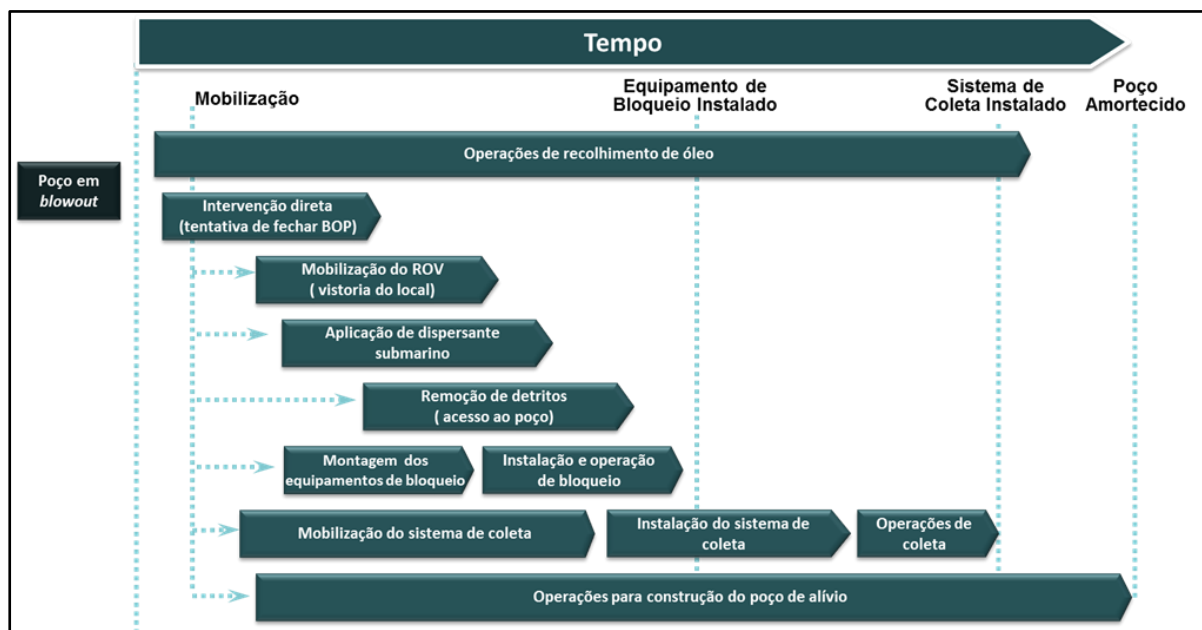 Tempo
Mobilização
Equipamento de
Bloqueio Instalado
Sistema de
Coleta Instalado
Poço
Amortecido
Operações de recolhimento de óleo
Poço em
blowout
Intervenção direta
(tentativa de fechar BOP)
Mobilização do ROV
( vistoria do local)
Aplicação de dispersante
submarino
Remoção de detritos
( acesso ao poço)
Montagem dos
equipamentos de bloqueio
Instalação e operação
de bloqueio
Mobilização do sistema de coleta
Instalação do sistema de
coleta
Operações de
coleta
Operações para construção do poço de alívio